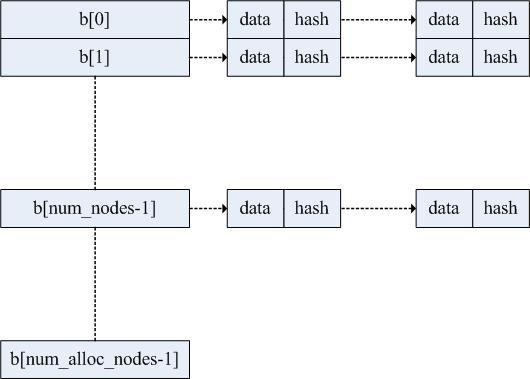 b[0] data hash data hash
b[1] data hash data hash
b[num_nodes-1] data hash data hash
b[num_alloc_nodes-1]